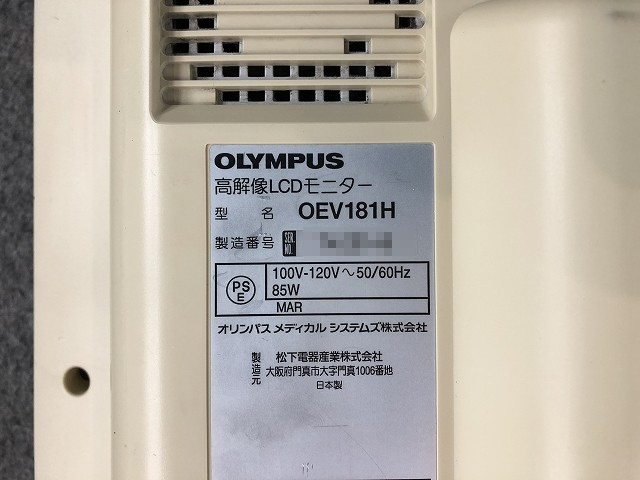 OLYMPUS
高解像LCDモニター
型 名 OEV181H
製造番号 SER. NO.
PS E 100V-120V～50/60Hz
85W
MAR
オリンパス メディカル システムズ株式会社
製造元 松下電器産業株式会社
大阪府門真市大字門真1006番地
日本製